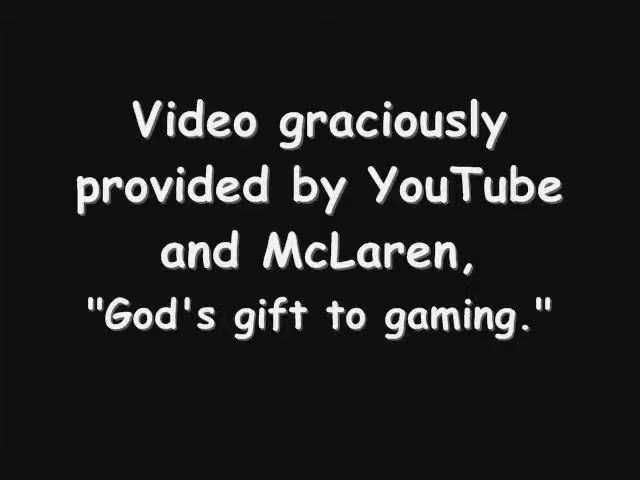 Video graciously
provided by YouTube
and McLaren,
"God's gift to gaming."